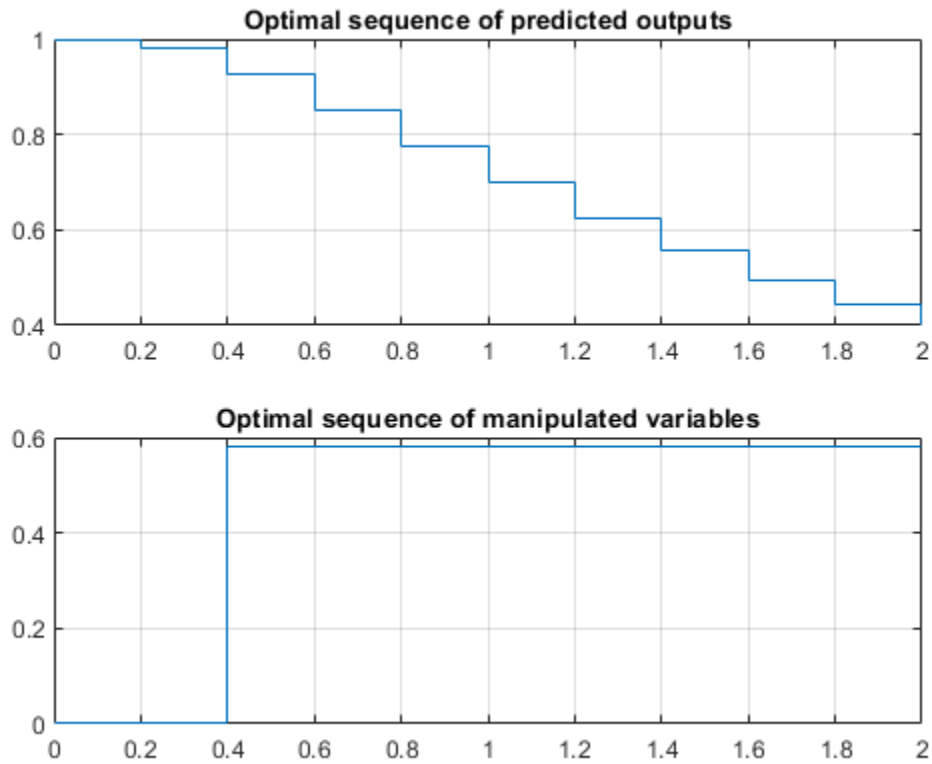 Optimal sequence of predicted outputs
1
0.8
0.6
0.4
0 0.2 0.4 0.6 0.8 1 1.2 1.4 1.6 1.8 2
Optimal sequence of manipulated variables
0.6
0.4
0.2
0
0 0.2 0.4 0.6 0.8 1 1.2 1.4 1.6 1.8 2